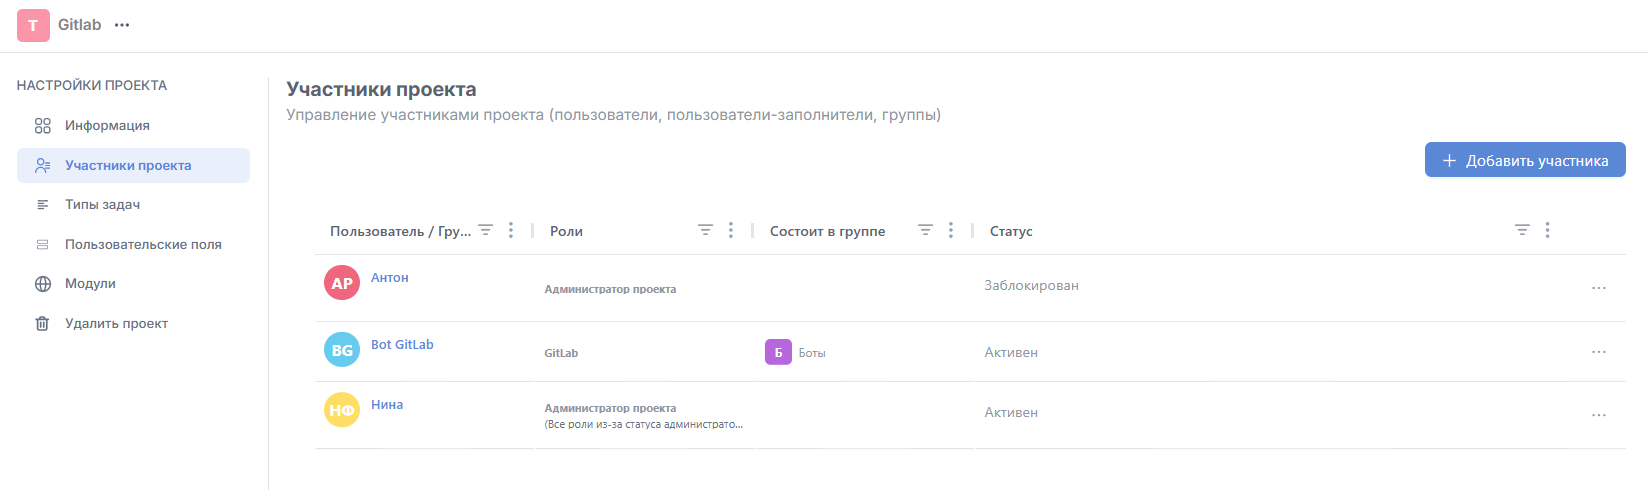 T Gitlab ...
НАСТРОЙКИ ПРОЕКТА
Информация
Участники проекта
Типы задач
Пользовательские поля
Модули
Удалить проект
Участники проекта
Управление участниками проекта (пользователи, пользователи-заполнители, группы)
+ Добавить участника
Пользователь / Гру... Роли Состоит в группе Статус
АР Антон Администратор проекта Заблокирован ...
BG Bot GitLab GitLab Б Боты Активен ...
НФ Нина Администратор проекта Активен ...
(Все роли из-за статуса администрато...